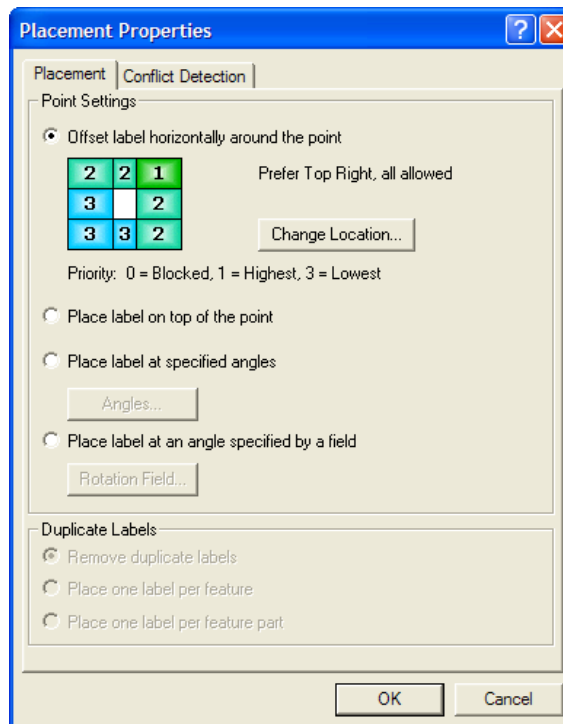 Placement Properties
Placement
Conflict Detection
Point Settings
Offset label horizontally around the point
2 2 1
3 2
3 3 2
Prefer Top Right, all allowed
Change Location...
Priority: 0 = Blocked, 1 = Highest, 3 = Lowest
Place label on top of the point
Place label at specified angles
Angles...
Place label at an angle specified by a field
Rotation Field...
Duplicate Labels
Remove duplicate labels
Place one label per feature
Place one label per feature part
OK
Cancel